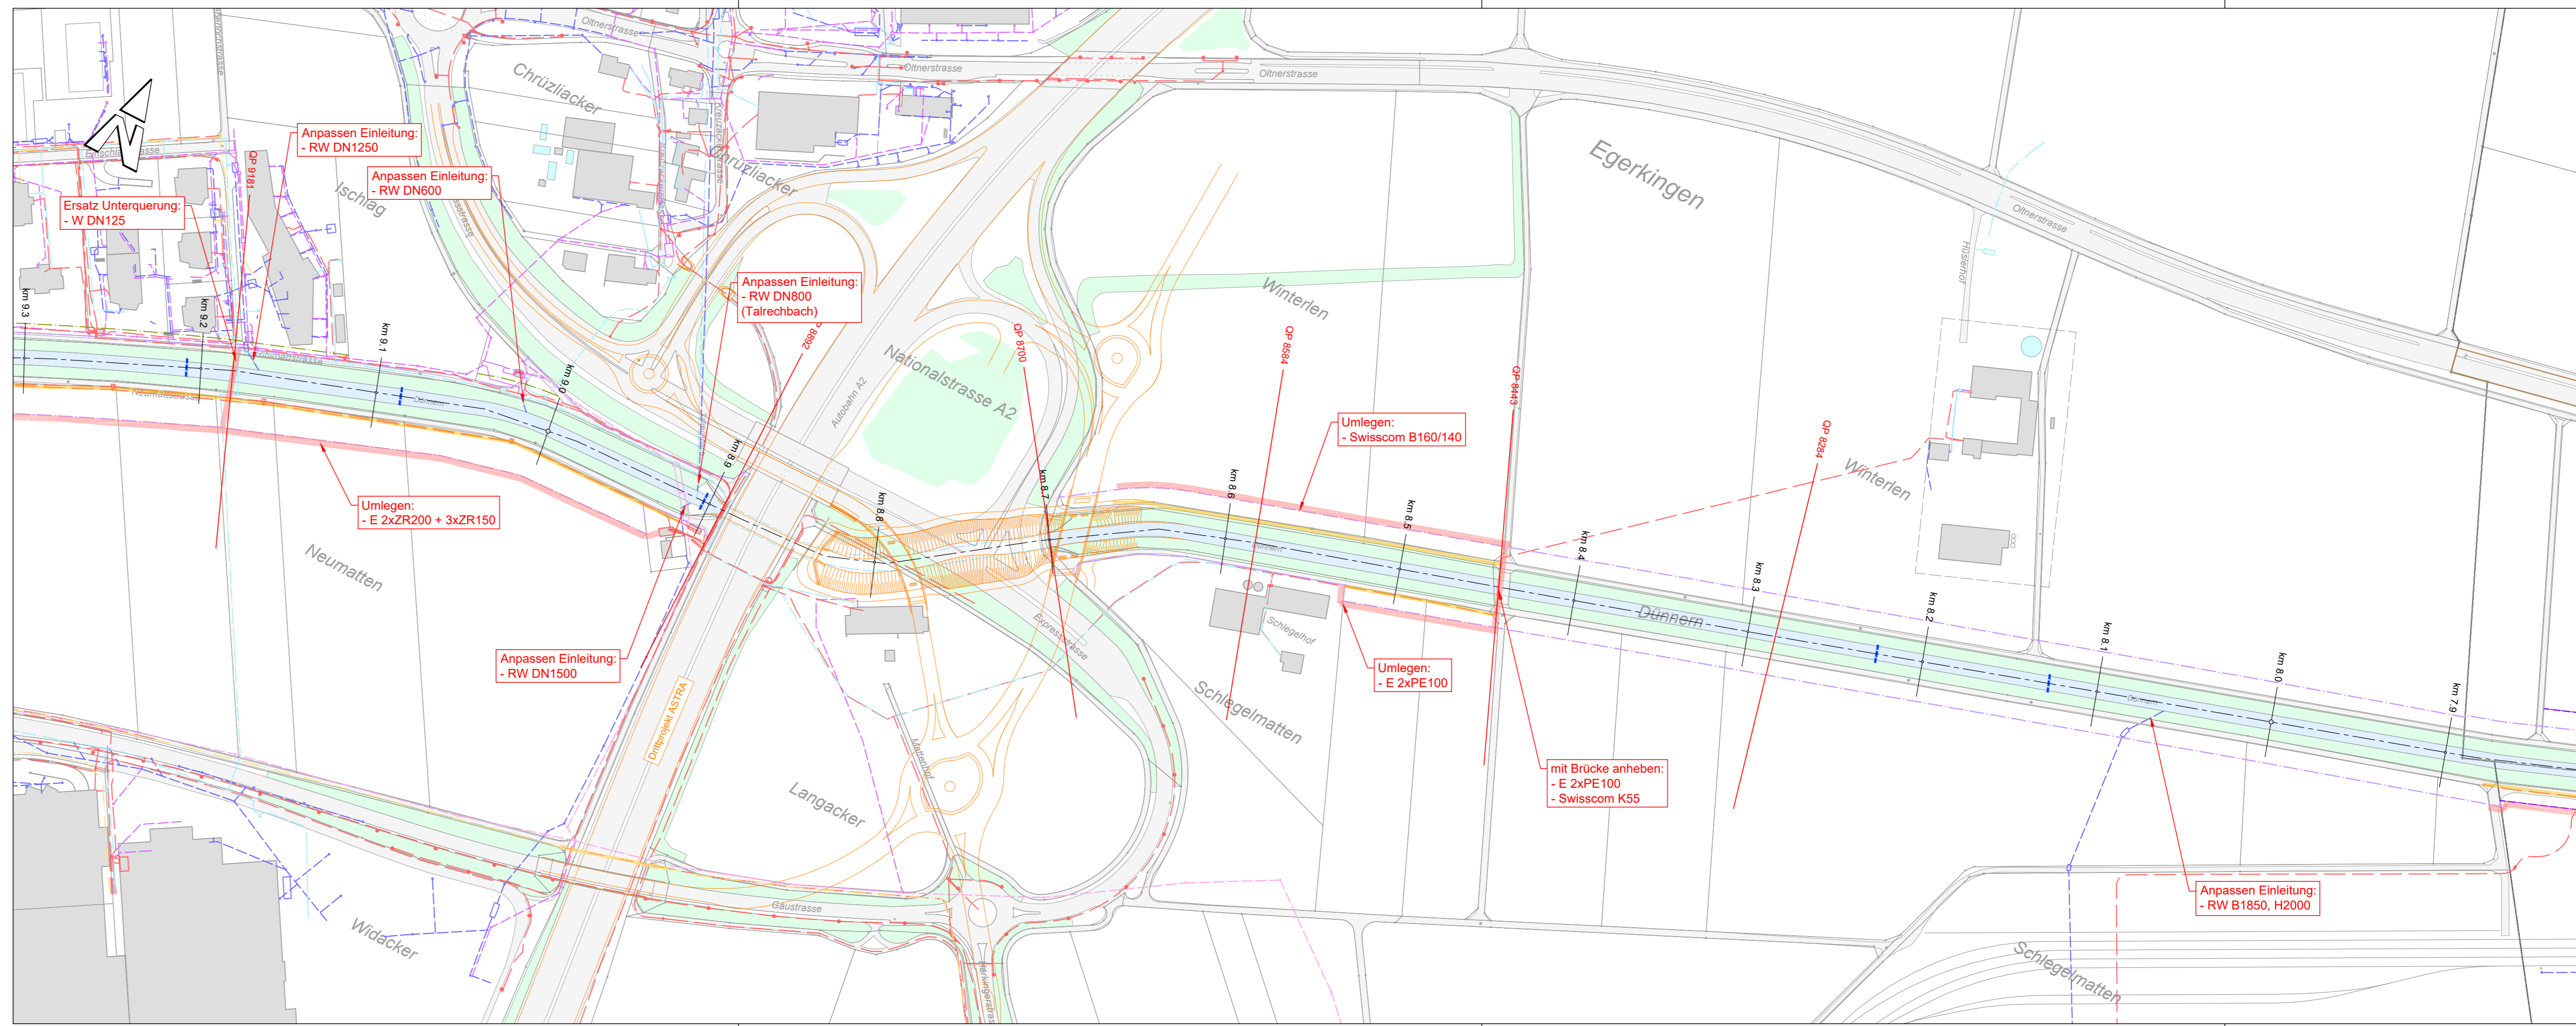 Oltnerstrasse
Oltnerstrasse
Oltnerstrasse
Chrüzliacker
Chrüzliacker
Egerkingen
Oltnerstrasse
Hüslerhof
Anpassen Einleitung:
- RW DN1250
Anpassen Einleitung:
- RW DN600
Ersatz Unterquerung:
- W DN125
QP 9181
Ischlag
Anpassen Einleitung:
- RW DN800
(Talrechbach)
Winterlen
QP 8700
QP 8584
QP 8443
QP 8284
km 9.3
km 9.2
km 9.1
km 9.0
km 8.9
km 8.8
km 8.7
km 8.6
km 8.5
km 8.4
km 8.3
km 8.2
km 8.1
km 8.0
km 7.9
Nationalstrasse A2
Autobahn A2
Neumattstrasse
Dünnern
Umlegen:
- Swisscom B160/140
Winterlen
Umlegen:
- E 2xZR200 + 3xZR150
Neumatten
Dünnern
Dünnern
Dünnern
Expressstrasse
Schlegelhof
Anpassen Einleitung:
- RW DN1500
Umlegen:
- E 2xPE100
Drittprojekt ASTRA
Schlegelmatten
Mattenhof
Langacker
mit Brücke anheben:
- E 2xPE100
- Swisscom K55
Anpassen Einleitung:
- RW B1850, H2000
Gäustrasse
Widacker
Schlegelmatten